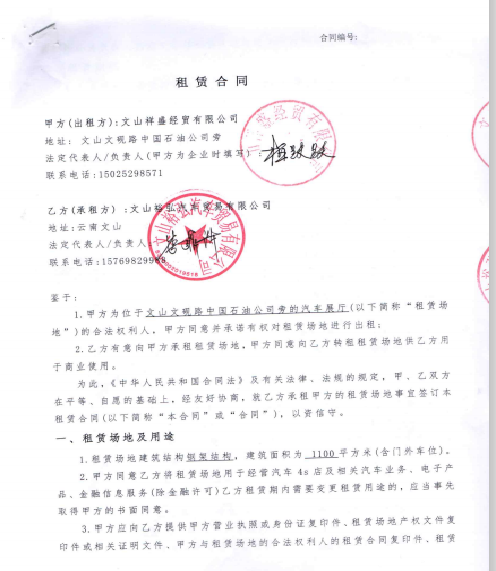 合同编号:
租赁合同
甲方(出租方):文山祥盛经贸有限公司
地址: 文山文砚路中国石油公司旁
法定代表人/负责人(甲方为企业时填写):
联系电话:15025298571
乙方(承租方):文山裕弘汽车贸易有限公司
地址:云南文山
法定代表人/负责人:
联系电话:15769829988
鉴于:
1.甲方为位于文山文砚路中国石油公司旁的汽车展厅(以下简称“租赁场
地”)的合法权利人,甲方同意并承诺有权对租赁场地进行出租;
2.乙方有意向甲方承租租赁场地,甲方同意向乙方转租租赁场地供乙方用
于商业使用。
为此,《中华人民共和国合同法》及有关法律、法规的规定,甲、乙双方
在平等、自愿的基础上,经友好协商,就乙方承租甲方的租赁场地事宜签订本
租赁合同(以下简称“本合同”或“合同”),以资信守。
一、租赁场地及用途
1.租赁场地建筑结构钢架结构,建筑面积为 1100 平方米(含门外车位)。
2.甲方同意乙方将租赁场地用于经营汽车4s店及相关汽车业务、电子产
品、金融信息服务(除金融许可)乙方租赁期内需要变更租赁用途的,应当事先
取得甲方的书面同意。
3.甲方应向乙方提供甲方营业执照或身份证复印件、租赁场地产权文件复
印件或相关证明文件、甲方与租赁场地的合法权利人的租赁合同复印件、租赁